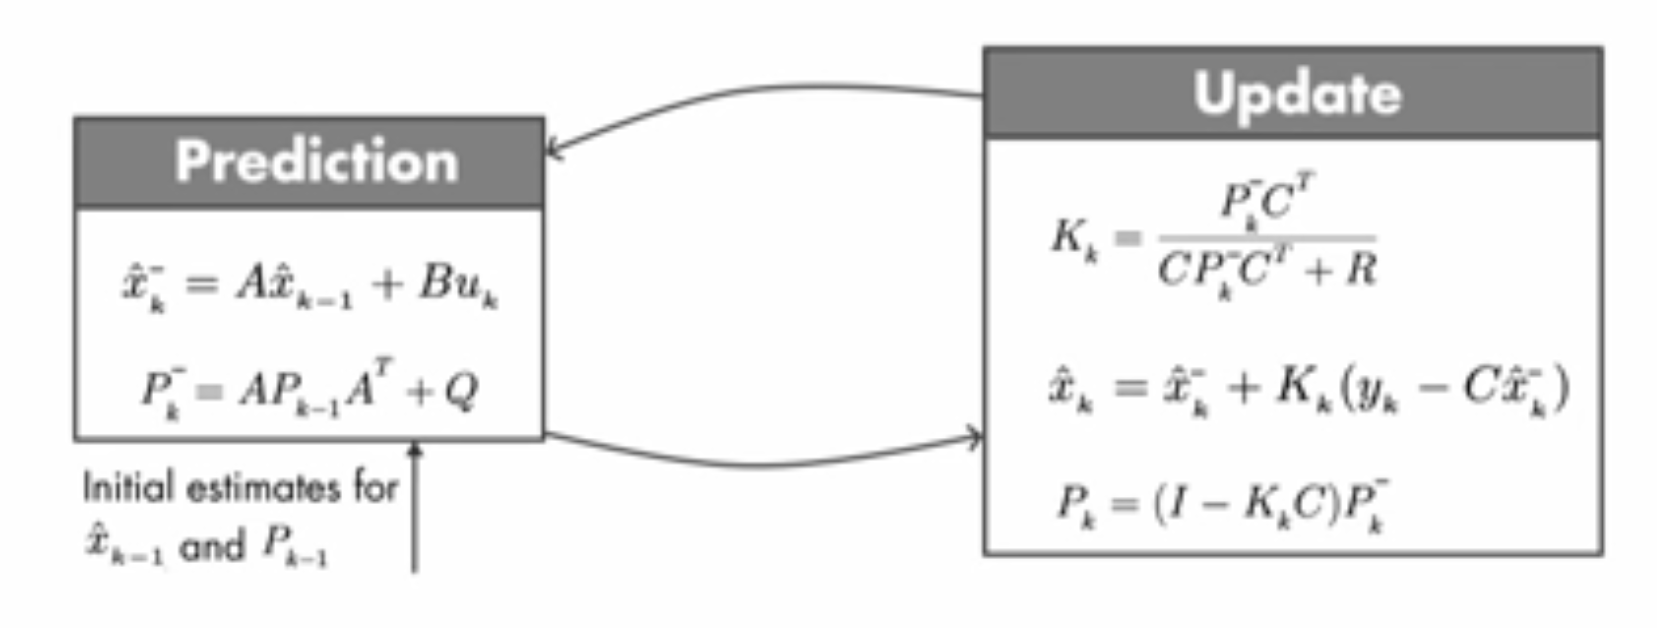 Prediction
x̂ₖ⁻ = Ax̂ₖ₋₁ + Buₖ
Pₖ⁻ = APₖ₋₁Aᵀ + Q
Initial estimates for
x̂ₖ₋₁ and Pₖ₋₁
Update
Kₖ = Pₖ⁻Cᵀ / (CPₖ⁻Cᵀ + R)
x̂ₖ = x̂ₖ⁻ + Kₖ(yₖ − Cx̂ₖ⁻)
Pₖ = (I − KₖC)Pₖ⁻